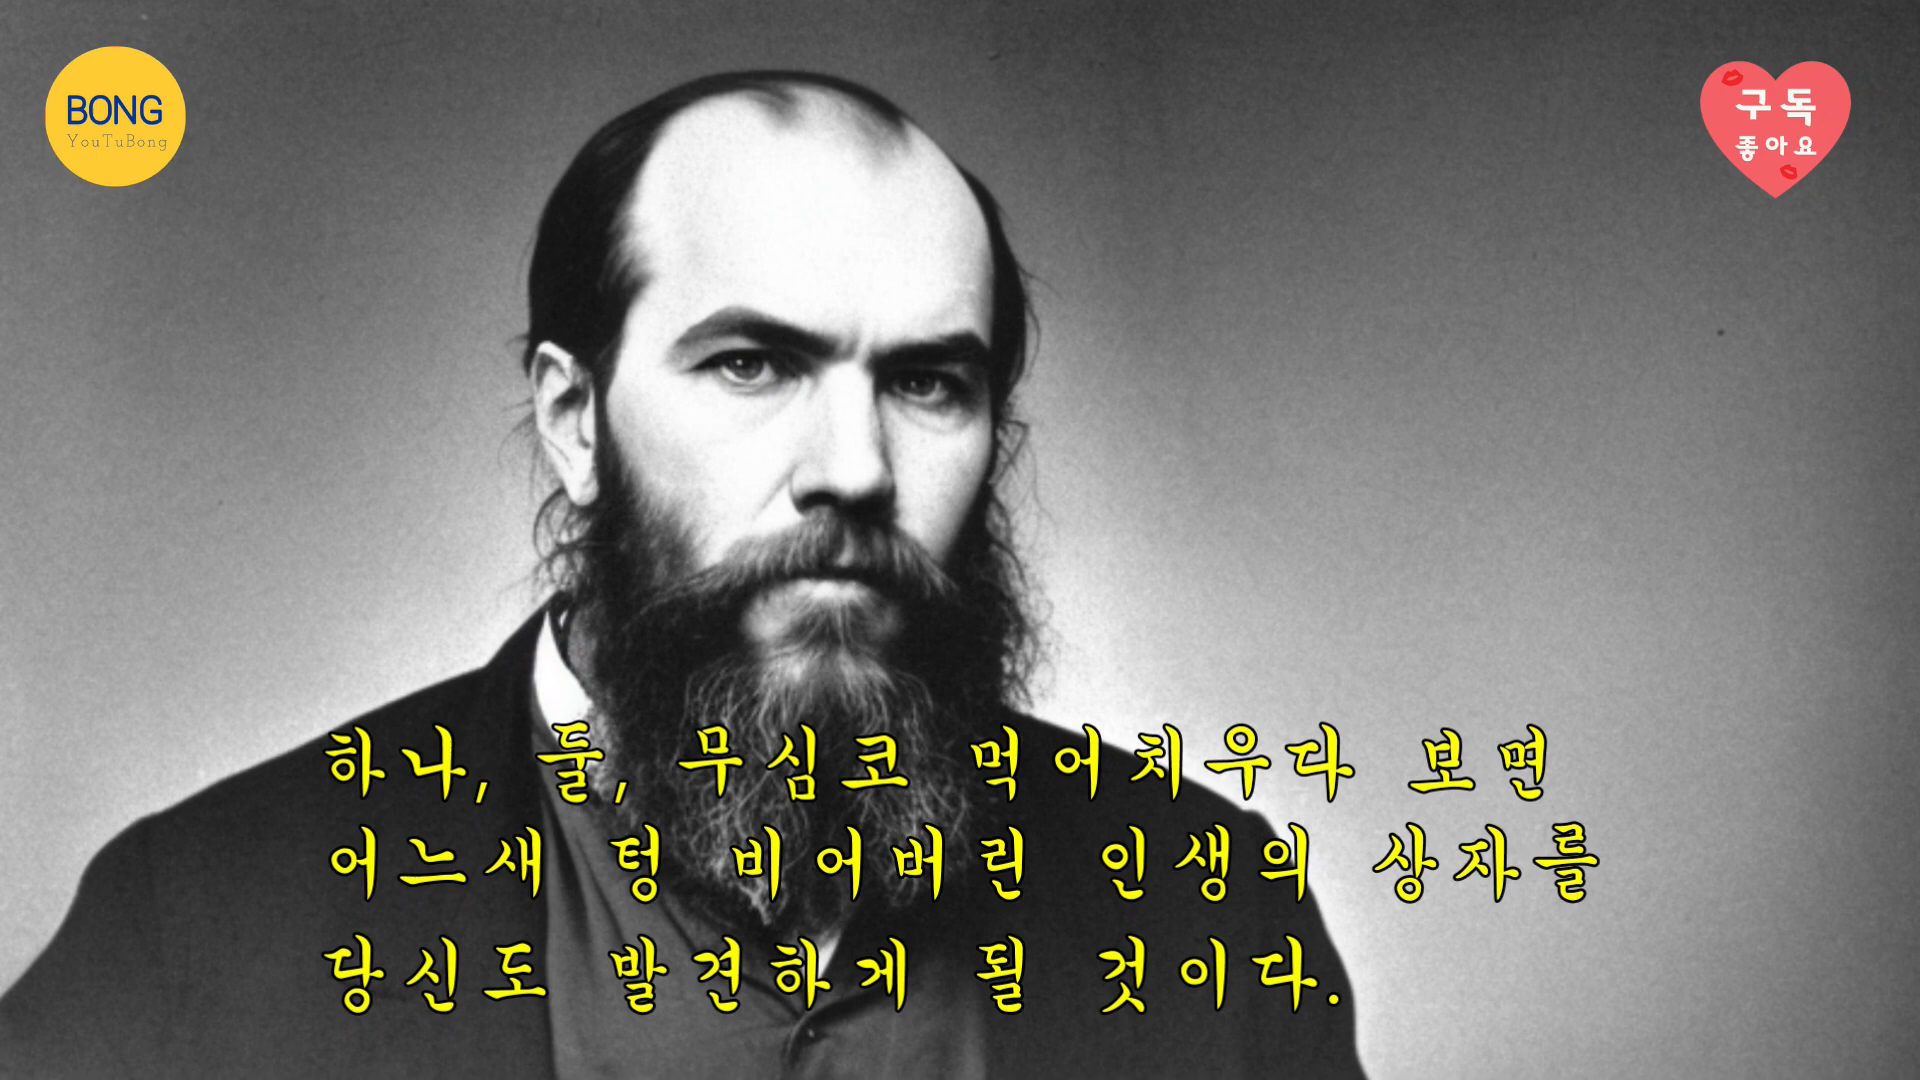 BONG
YouTuBong
구독
좋아요
하나, 둘, 무심코 먹어치우다 보면
어느새 텅 비어버린 인생의 상자를
당신도 발견하게 될 것이다.